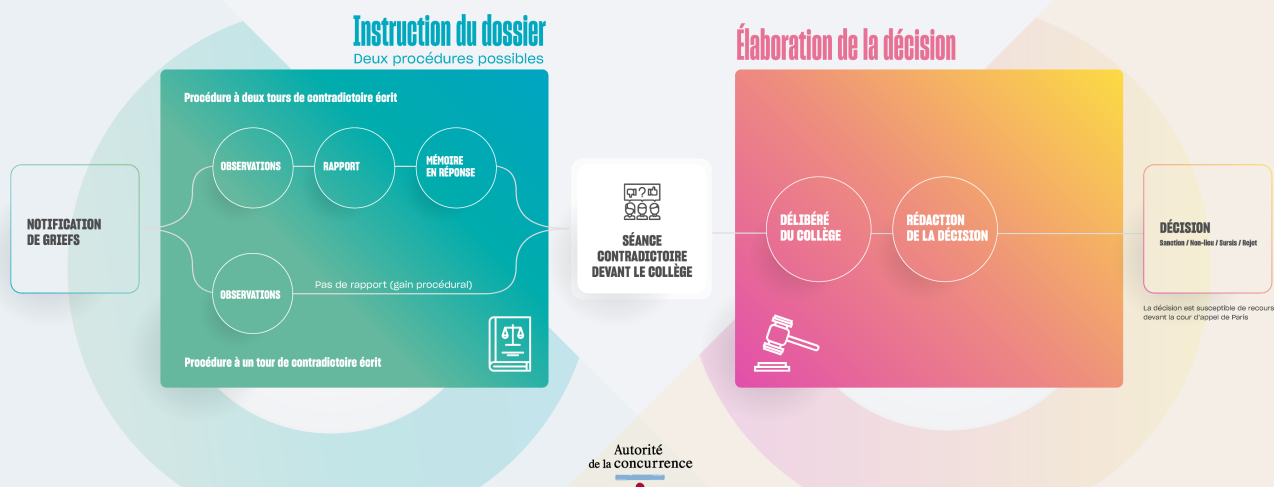 Instruction du dossier
Deux procédures possibles
Élaboration de la décision
Procédure à deux tours de contradictoire écrit
OBSERVATIONS
RAPPORT
MÉMOIRE
EN RÉPONSE
NOTIFICATION
DE GRIEFS
OBSERVATIONS
Pas de rapport (gain procédural)
Procédure à un tour de contradictoire écrit
?
SÉANCE
CONTRADICTOIRE
DEVANT LE COLLÈGE
DÉLIBÉRÉ
DU COLLÈGE
RÉDACTION
DE LA DÉCISION
DÉCISION
Sanction / Non-lieu / Sursis / Rejet
La décision est susceptible de recours
devant la cour d'appel de Paris
Autorité
de la concurrence